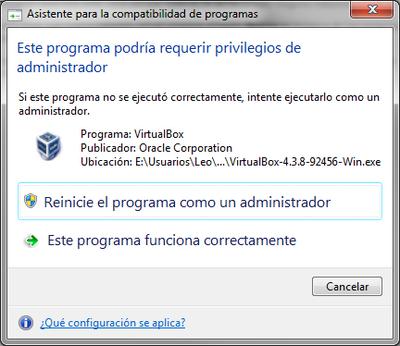 Asistente para la compatibilidad de programas
Este programa podría requerir privilegios de
administrador
Si este programa no se ejecutó correctamente, intente ejecutarlo como un
administrador.
Programa: VirtualBox
Publicador: Oracle Corporation
Ubicación: E:\Usuarios\Leo\...\VirtualBox-4.3.8-92456-Win.exe
Reinicie el programa como un administrador
Este programa funciona correctamente
Cancelar
¿Qué configuración se aplica?